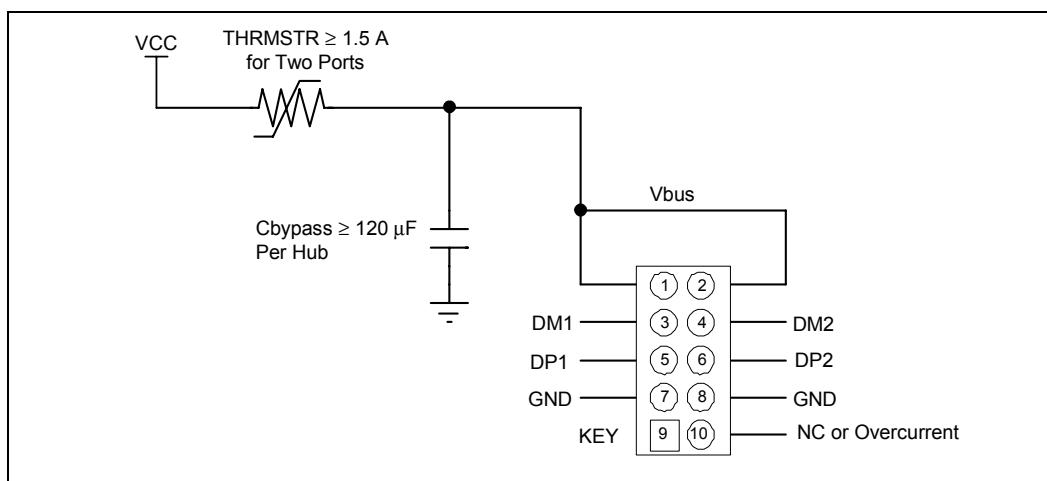 VCC
THRMSTR ≥ 1.5 A
for Two Ports
Vbus
Cbypass ≥ 120 μF
Per Hub
1 2
DM1 3 4 DM2
DP1 5 6 DP2
GND 7 8 GND
KEY 9 10 NC or Overcurrent